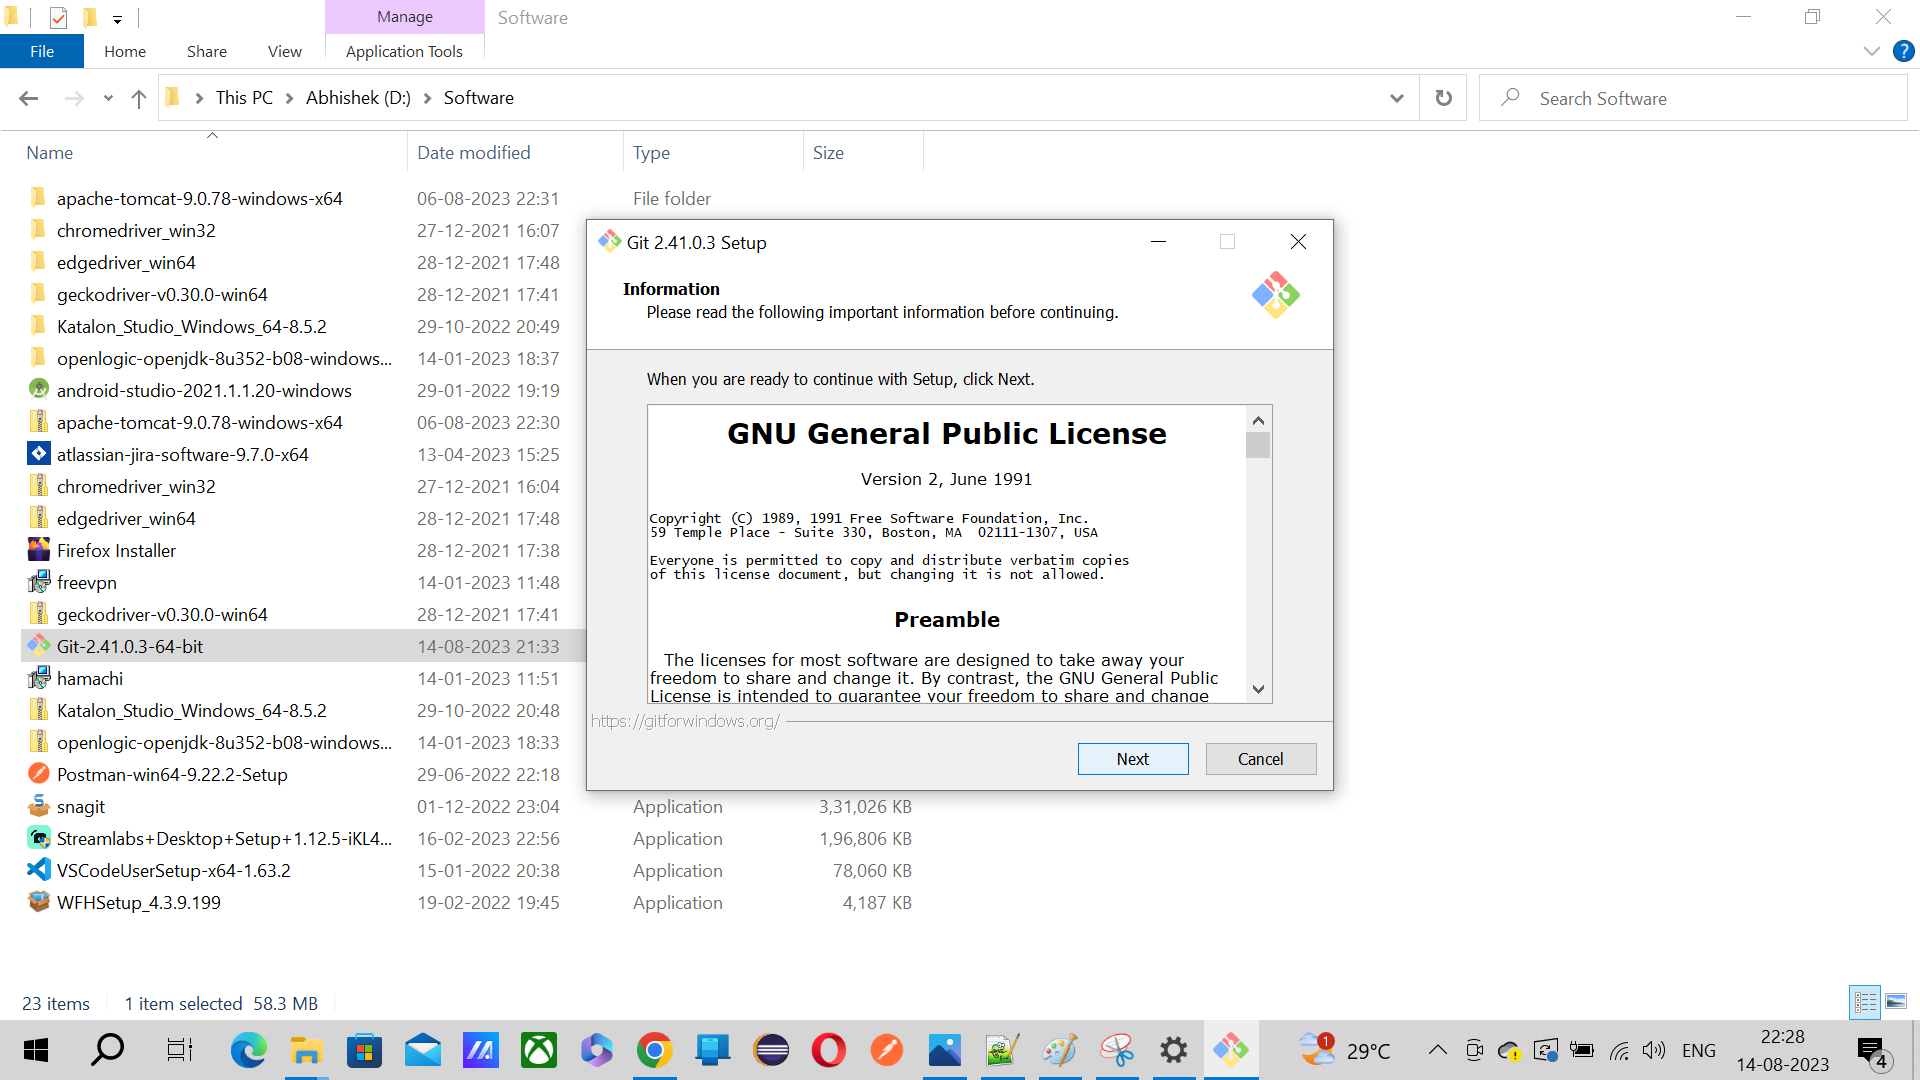 Manage
Software
File
Home
Share
View
Application Tools
This PC
Abhishek (D:)
Software
Search Software
Name
Date modified
Type
Size
apache-tomcat-9.0.78-windows-x64 06-08-2023 22:31 File folder
chromedriver_win32 27-12-2021 16:07
edgedriver_win64 28-12-2021 17:48
geckodriver-v0.30.0-win64 28-12-2021 17:41
Katalon_Studio_Windows_64-8.5.2 29-10-2022 20:49
openlogic-openjdk-8u352-b08-windows... 14-01-2023 18:37
android-studio-2021.1.1.20-windows 29-01-2022 19:19
apache-tomcat-9.0.78-windows-x64 06-08-2023 22:30
atlassian-jira-software-9.7.0-x64 13-04-2023 15:25
chromedriver_win32 27-12-2021 16:04
edgedriver_win64 28-12-2021 17:48
Firefox Installer 28-12-2021 17:38
freevpn 14-01-2023 11:48
geckodriver-v0.30.0-win64 28-12-2021 17:41
Git-2.41.0.3-64-bit 14-08-2023 21:33
hamachi 14-01-2023 11:51
Katalon_Studio_Windows_64-8.5.2 29-10-2022 20:48
openlogic-openjdk-8u352-b08-windows... 14-01-2023 18:33
Postman-win64-9.22.2-Setup 29-06-2022 22:18
snagit 01-12-2022 23:04 Application 3,31,026 KB
Streamlabs+Desktop+Setup+1.12.5-iKL4... 16-02-2023 22:56 Application 1,96,806 KB
VSCodeUserSetup-x64-1.63.2 15-01-2022 20:38 Application 78,060 KB
WFHSetup_4.3.9.199 19-02-2022 19:45 Application 4,187 KB
Git 2.41.0.3 Setup
Information
Please read the following important information before continuing.
When you are ready to continue with Setup, click Next.
GNU General Public License
Version 2, June 1991
Copyright (C) 1989, 1991 Free Software Foundation, Inc.
59 Temple Place - Suite 330, Boston, MA  02111-1307, USA
Everyone is permitted to copy and distribute verbatim copies
of this license document, but changing it is not allowed.
Preamble
The licenses for most software are designed to take away your
freedom to share and change it. By contrast, the GNU General Public
License is intended to guarantee your freedom to share and change
https://gitforwindows.org/
Next
Cancel
23 items
1 item selected 58.3 MB
1
29°C
ENG
22:28
14-08-2023
4